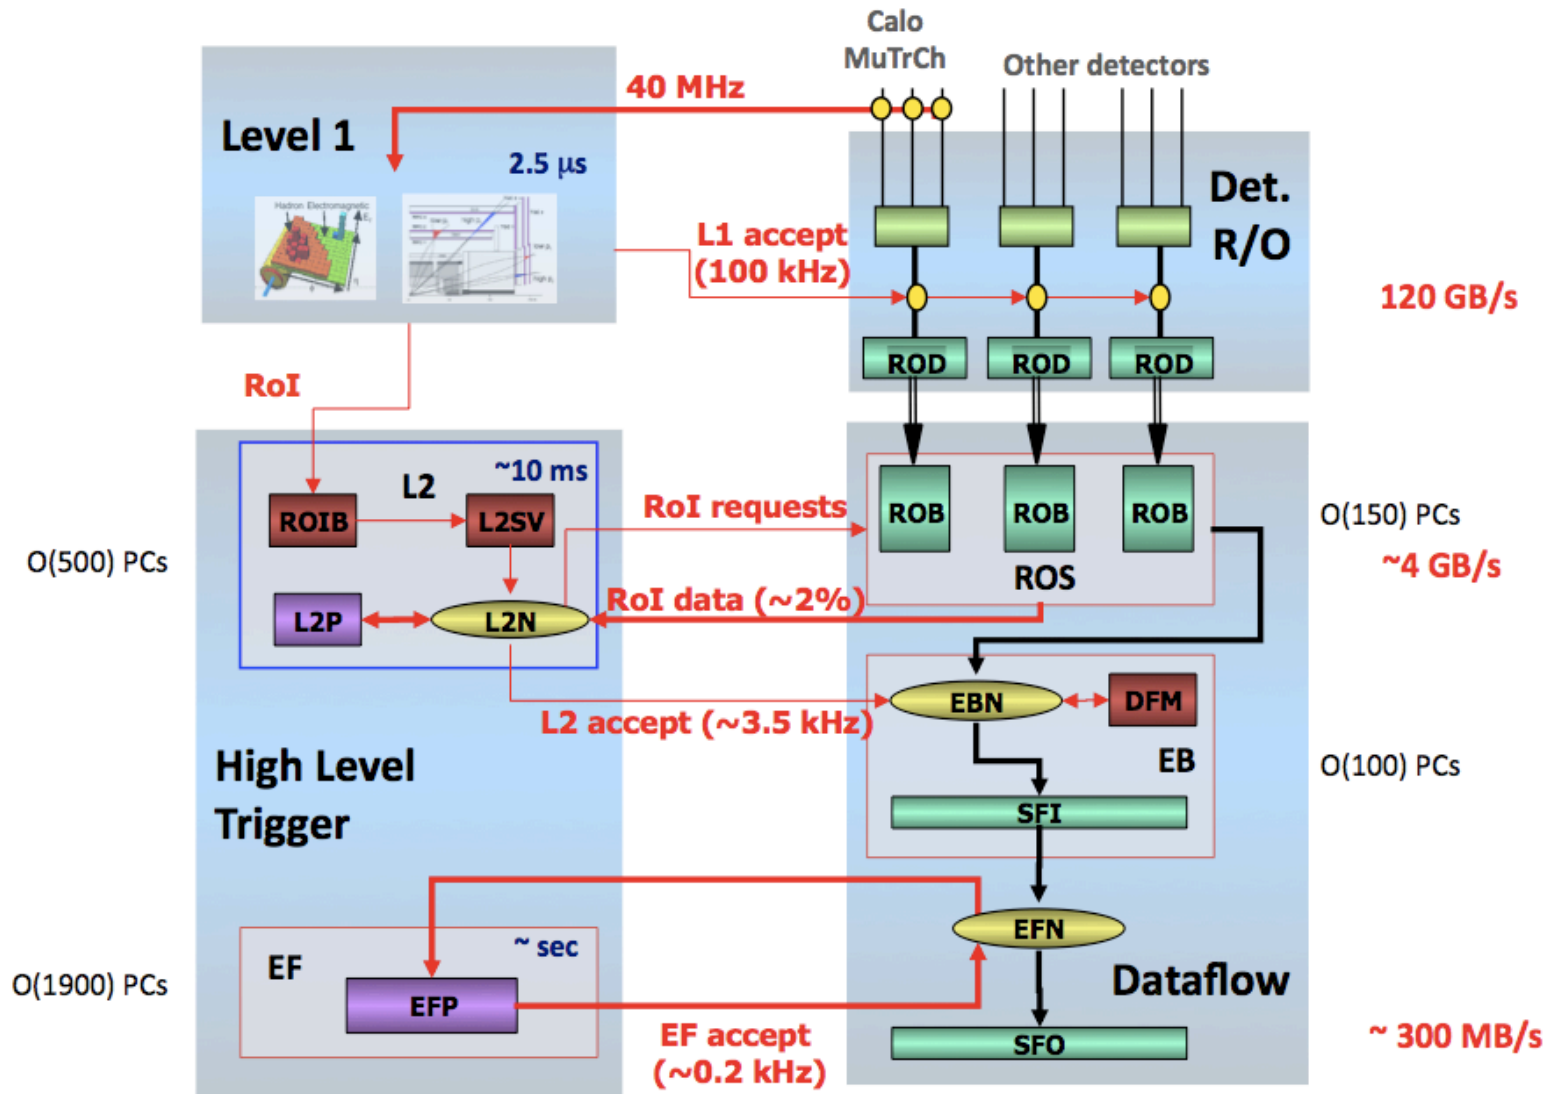 Calo
MuTrCh
Other detectors
40 MHz
Level 1
2.5 μs
Hadron Electromagnetic
Det.
R/O
L1 accept
(100 kHz)
120 GB/s
ROD
ROD
ROD
RoI
~10 ms
L2
ROIB
L2SV
RoI requests
ROB
ROB
ROB
O(150) PCs
O(500) PCs
~4 GB/s
ROS
RoI data (~2%)
L2P
L2N
EBN
DFM
L2 accept (~3.5 kHz)
High Level
Trigger
EB
O(100) PCs
SFI
EFN
~ sec
EF
Dataflow
O(1900) PCs
EFP
EF accept
(~0.2 kHz)
SFO
~ 300 MB/s